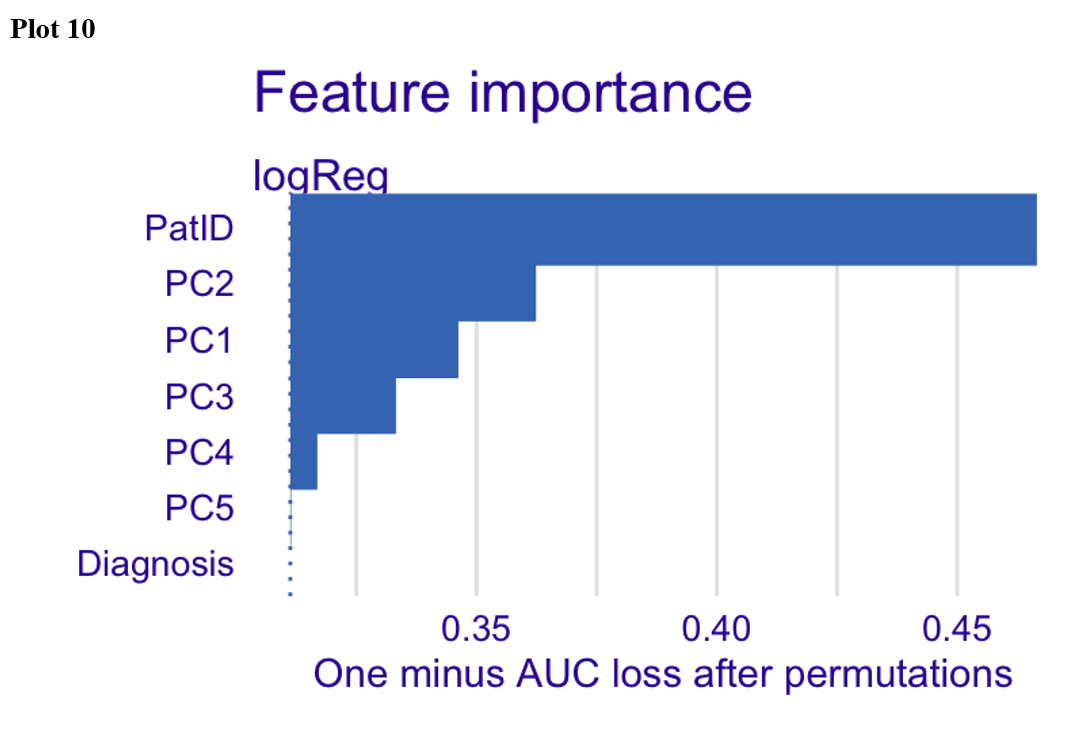 Plot 10
Feature importance
logReg
PatID
PC2
PC1
PC3
PC4
PC5
Diagnosis
0.35 0.40 0.45
One minus AUC loss after permutations